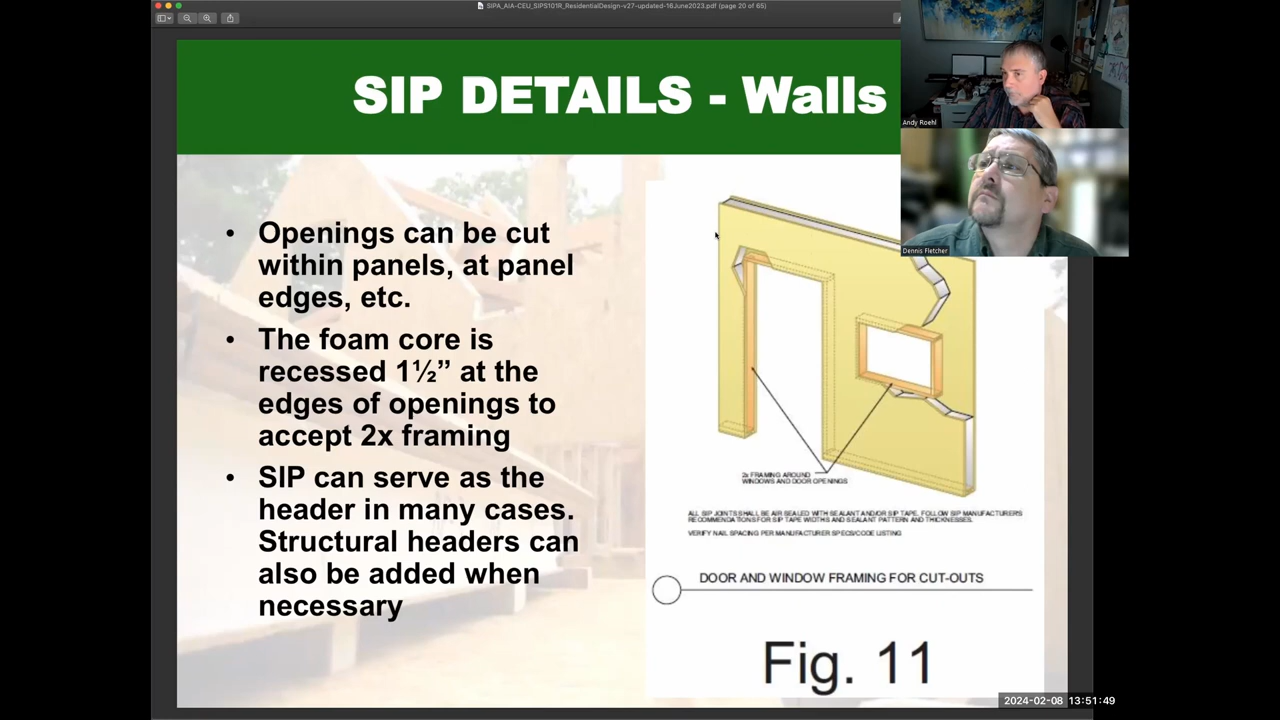 SIPA_AIA-CEU_SIPS101R_ResidentialDesign-v27-updated-16June2023.pdf (page 20 of 65)
SIP DETAILS - Walls
Andy Roehl
Dennis Fletcher
• Openings can be cut
within panels, at panel
edges, etc.
• The foam core is
recessed 1½” at the
edges of openings to
accept 2x framing
• SIP can serve as the
header in many cases.
Structural headers can
also be added when
necessary
2x FRAMING AROUND
WINDOWS AND DOOR OPENINGS
ALL SIP JOINTS SHALL BE AIR SEALED WITH SEALANT AND/OR SIP TAPE, FOLLOW SIP MANUFACTURER'S
RECOMMENDATIONS FOR SIP TAPE WIDTHS AND SEALANT PATTERN AND THICKNESSES.
VERIFY NAIL SPACING PER MANUFACTURER SPECS/CODE LISTING
DOOR AND WINDOW FRAMING FOR CUT-OUTS
Fig. 11
2024-02-08 13:51:49